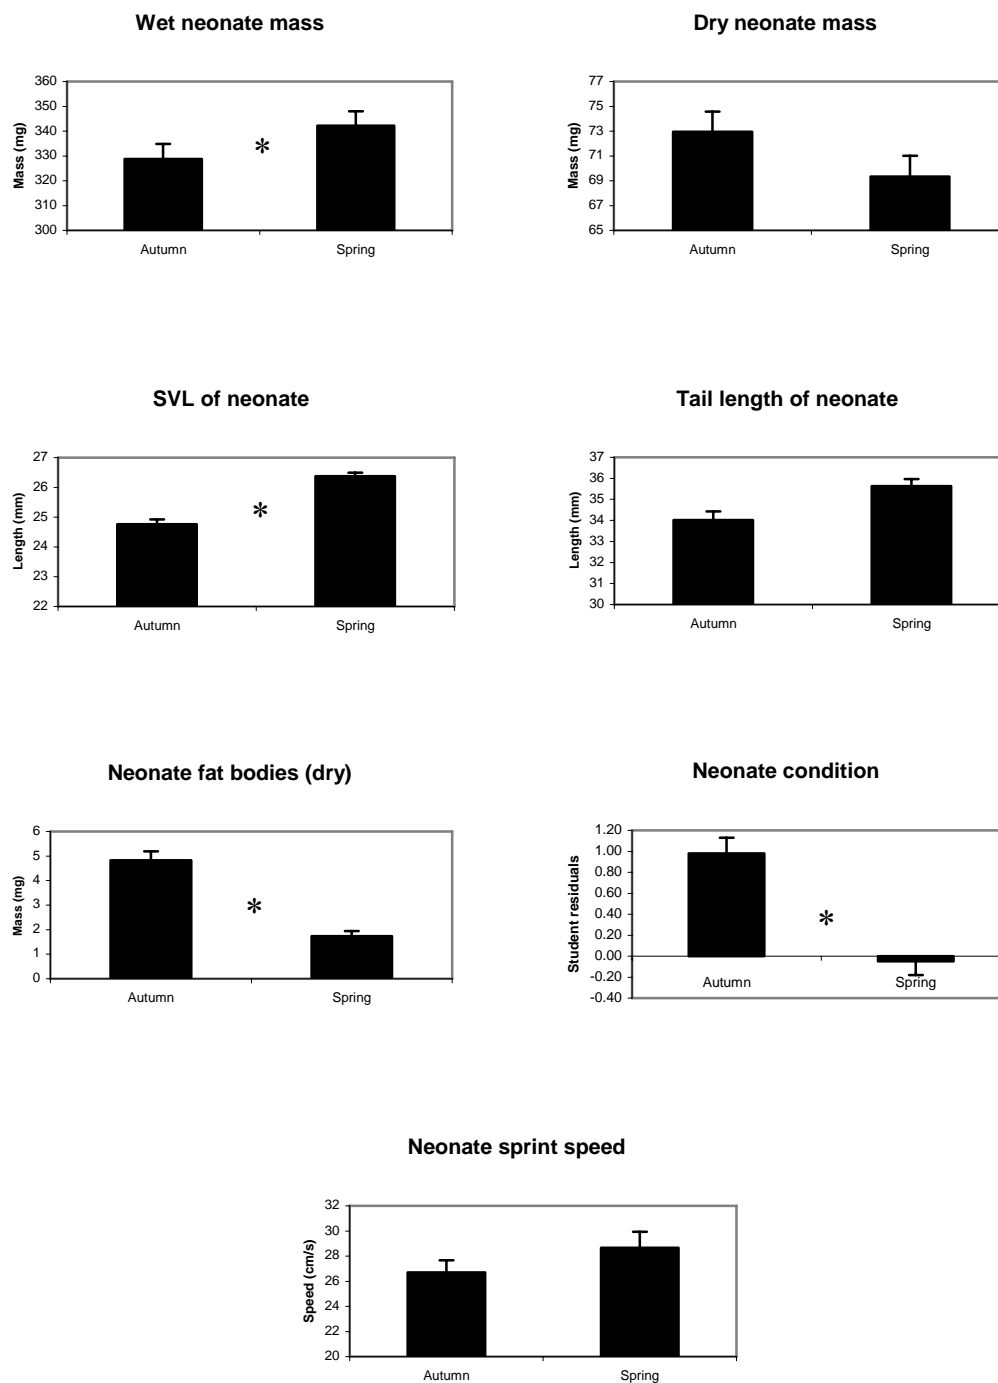 Wet neonate mass
Dry neonate mass
360
350
340
330
320
310
300
Mass (mg)
*
Autumn
Spring
77
75
73
71
69
67
65
Mass (mg)
Autumn
Spring
SVL of neonate
Tail length of neonate
27
26
25
24
23
22
Length (mm)
*
Autumn
Spring
37
36
35
34
33
32
31
30
Length (mm)
Autumn
Spring
Neonate fat bodies (dry)
Neonate condition
6
5
4
3
2
1
0
Mass (mg)
*
Autumn
Spring
1.20
1.00
0.80
0.60
0.40
0.20
0.00
-0.20
-0.40
Student residuals
*
Autumn
Spring
Neonate sprint speed
32
30
28
26
24
22
20
Speed (cm/s)
Autumn
Spring